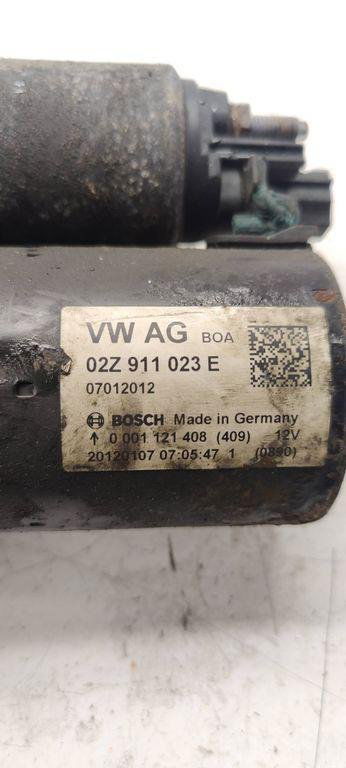 VW AG BOA
02Z 911 023 E
07012012
BOSCH Made in Germany
↑ 0 001 121 408 (409) 12V
20120107 07:05:47 1 (0890)